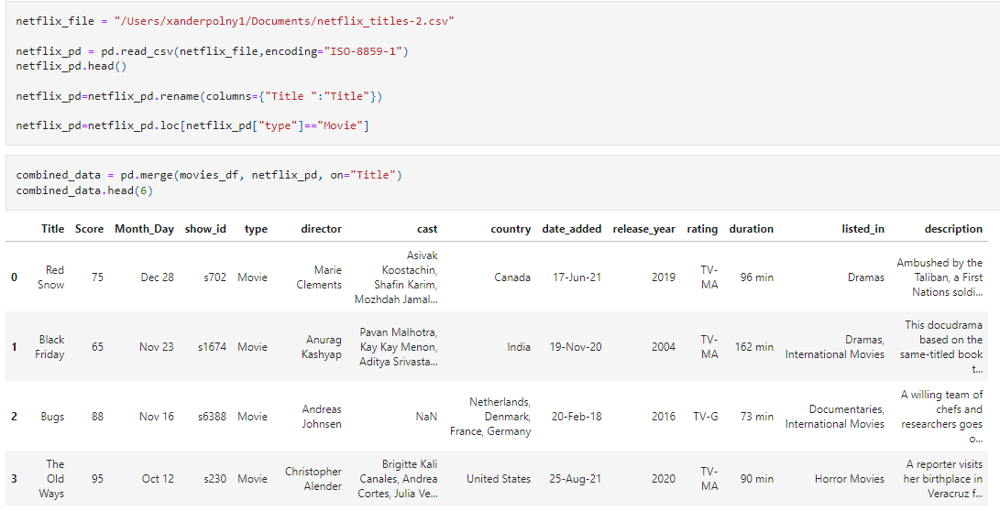 netflix_file = "/Users/xanderpolny1/Documents/netflix_titles-2.csv"
netflix_pd = pd.read_csv(netflix_file,encoding="ISO-8859-1")
netflix_pd.head()
netflix_pd=netflix_pd.rename(columns={"Title ":"Title"})
netflix_pd=netflix_pd.loc[netflix_pd["type"]=="Movie"]
combined_data = pd.merge(movies_df, netflix_pd, on="Title")
combined_data.head(6)
Title Score Month_Day show_id type director cast country date_added release_year rating duration listed_in description
0 Red Snow 75 Dec 28 s702 Movie Marie Clements Asivak Koostachin, Shafin Karim, Mozhdah Jamal... Canada 17-Jun-21 2019 TV-MA 96 min Dramas Ambushed by the Taliban, a First Nations soldi...
1 Black Friday 65 Nov 23 s1674 Movie Anurag Kashyap Pavan Malhotra, Kay Kay Menon, Aditya Srivasta... India 19-Nov-20 2004 TV-MA 162 min Dramas, International Movies This docudrama based on the same-titled book t...
2 Bugs 88 Nov 16 s6388 Movie Andreas Johnsen NaN Netherlands, Denmark, France, Germany 20-Feb-18 2016 TV-G 73 min Documentaries, International Movies A willing team of chefs and researchers goes o...
3 The Old Ways 95 Oct 12 s230 Movie Christopher Alender Brigitte Kali Canales, Andrea Cortes, Julia Ve... United States 25-Aug-21 2020 TV-MA 90 min Horror Movies A reporter visits her birthplace in Veracruz f...